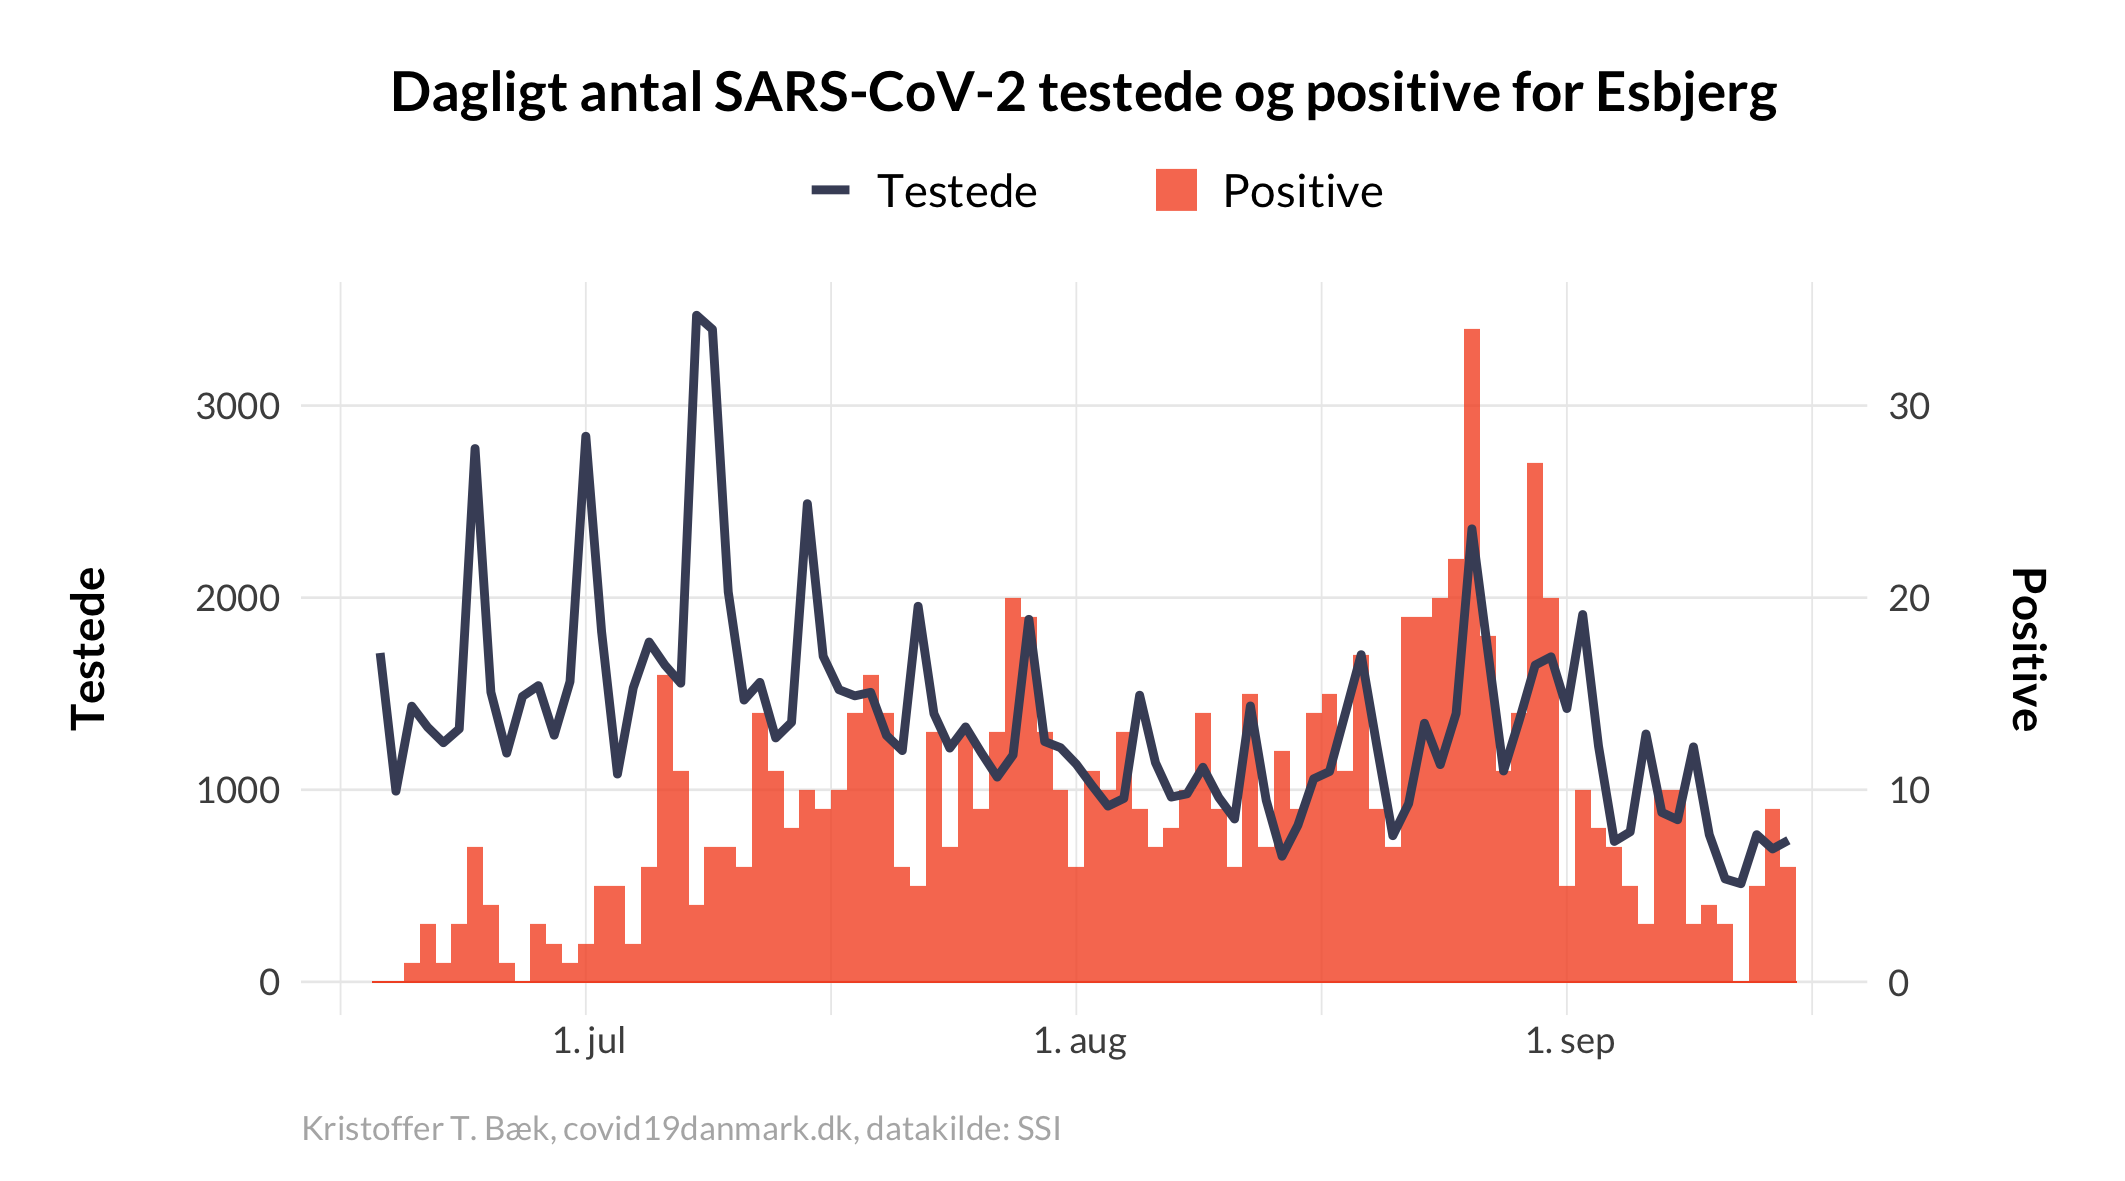 Dagligt antal SARS-CoV-2 testede og positive for Esbjerg
Testede
Positive
3000
2000
1000
0
30
20
10
0
Testede
Positive
1. jul
1. aug
1. sep
Kristoffer T. Bæk, covid19danmark.dk, datakilde: SSI